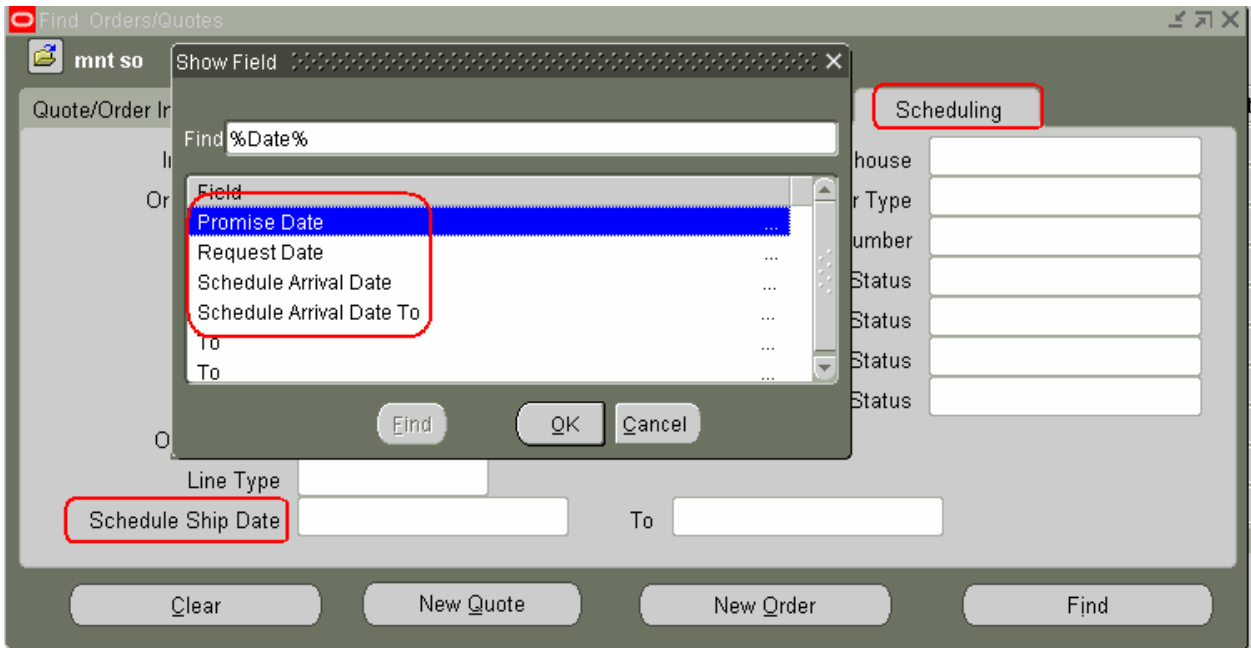 Find Orders/Quotes
mnt so
Show Field
Quote/Order In
Scheduling
Find %Date%
house
Field
Or
r Type
Promise Date ...
umber
Request Date ...
Schedule Arrival Date ...
Status
Schedule Arrival Date To ...
Status
To ...
To ...
Status
Status
Find
OK
Cancel
O
Line Type
Schedule Ship Date
To
Clear
New Quote
New Order
Find